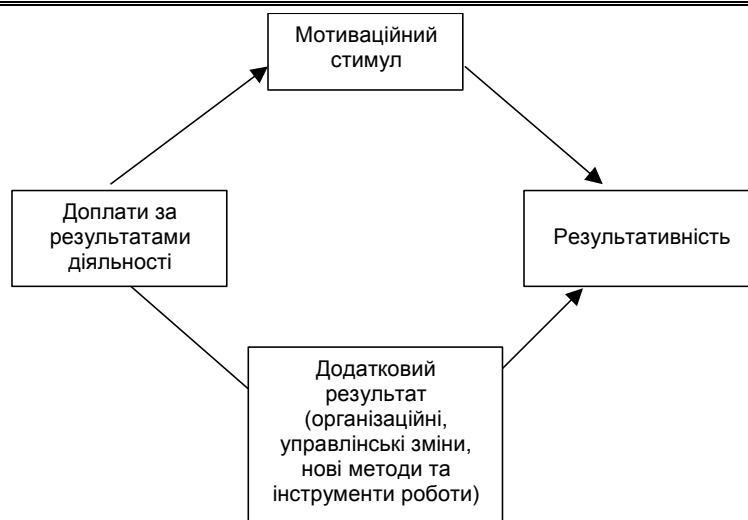 Мотиваційний
стимул
Доплати за
результатами
діяльності
Результативність
Додатковий
результат
(організаційні,
управлінські зміни,
нові методи та
інструменти роботи)